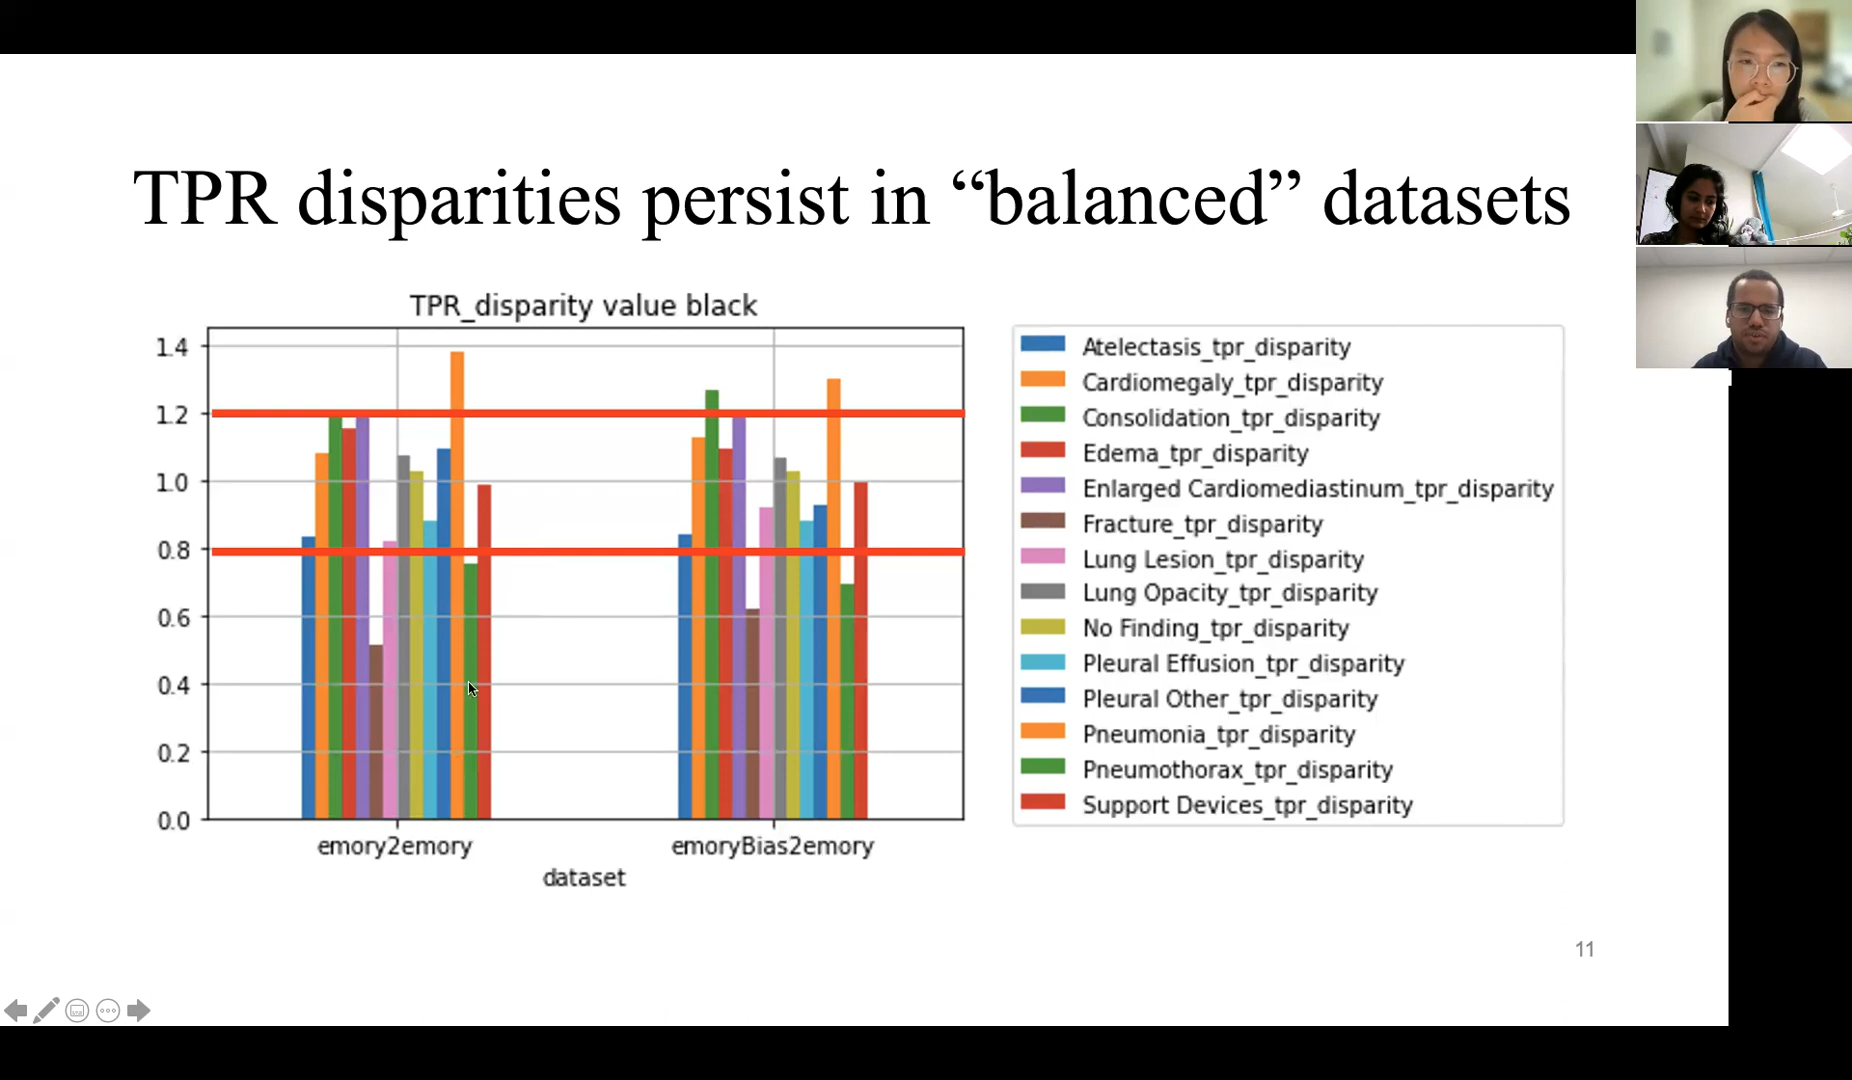 TPR disparities persist in “balanced” datasets
TPR_disparity value black
1.4
1.2
1.0
0.8
0.6
0.4
0.2
0.0
emory2emory
emoryBias2emory
dataset
Atelectasis_tpr_disparity
Cardiomegaly_tpr_disparity
Consolidation_tpr_disparity
Edema_tpr_disparity
Enlarged Cardiomediastinum_tpr_disparity
Fracture_tpr_disparity
Lung Lesion_tpr_disparity
Lung Opacity_tpr_disparity
No Finding_tpr_disparity
Pleural Effusion_tpr_disparity
Pleural Other_tpr_disparity
Pneumonia_tpr_disparity
Pneumothorax_tpr_disparity
Support Devices_tpr_disparity
11